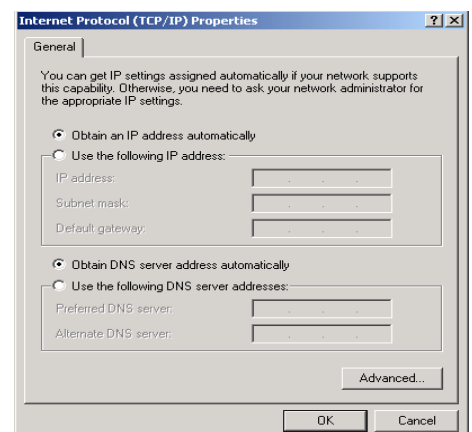 Internet Protocol (TCP/IP) Properties
General
You can get IP settings assigned automatically if your network supports
this capability. Otherwise, you need to ask your network administrator for
the appropriate IP settings.
Obtain an IP address automatically
Use the following IP address:
IP address:
Subnet mask:
Default gateway:
Obtain DNS server address automatically
Use the following DNS server addresses:
Preferred DNS server:
Alternate DNS server:
Advanced...
OK Cancel